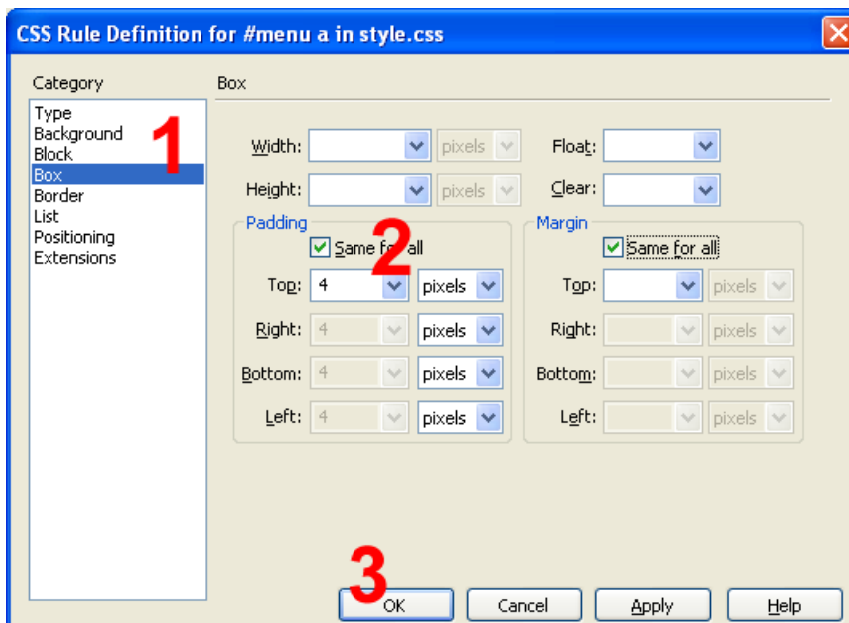 CSS Rule Definition for #menu a in style.css
Category
Box
Type
Background
Block
Box
Border
List
Positioning
Extensions
1
Width: pixels Float:
Height: pixels Clear:
Padding
Same for all
2
Top: 4 pixels
Right: 4 pixels
Bottom: 4 pixels
Left: 4 pixels
Margin
Same for all
Top: pixels
Right: pixels
Bottom: pixels
Left: pixels
3
OK Cancel Apply Help